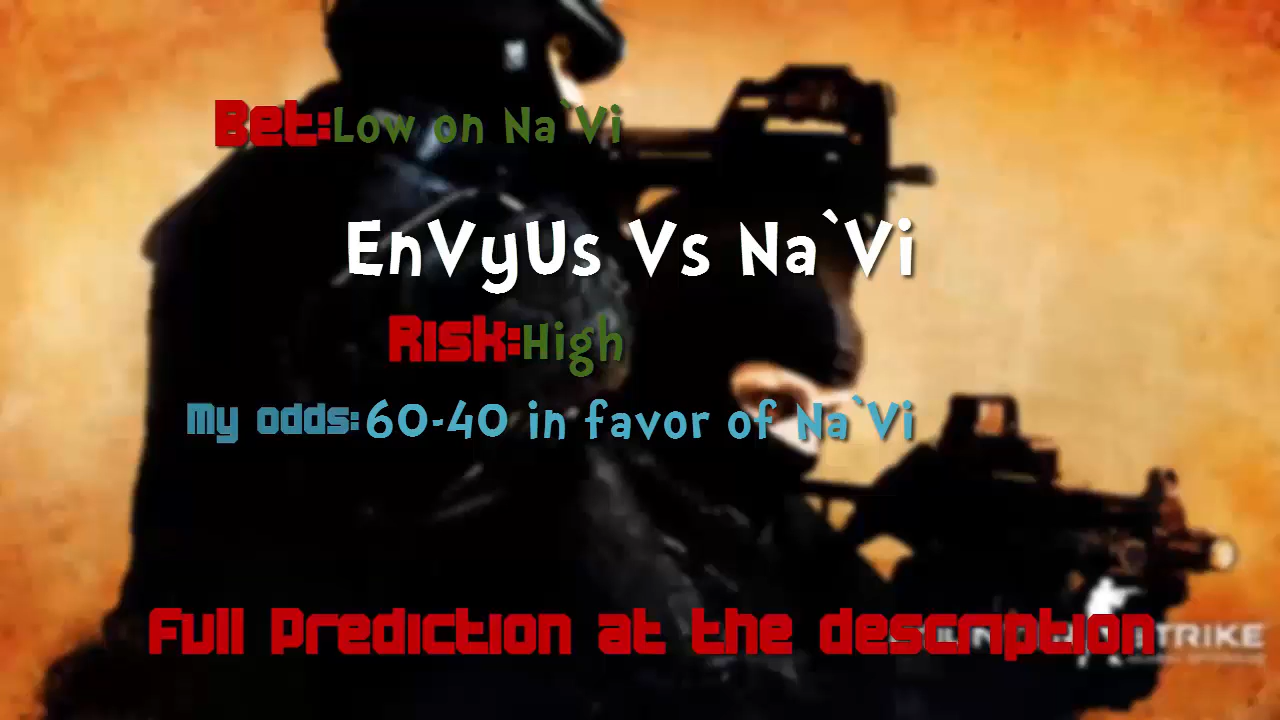 Bet:Low on Na`Vi
EnVyUs Vs Na`Vi
Risk:High
My odds:60-40 in favor of Na`Vi
Full Prediction at the description
STRIKE